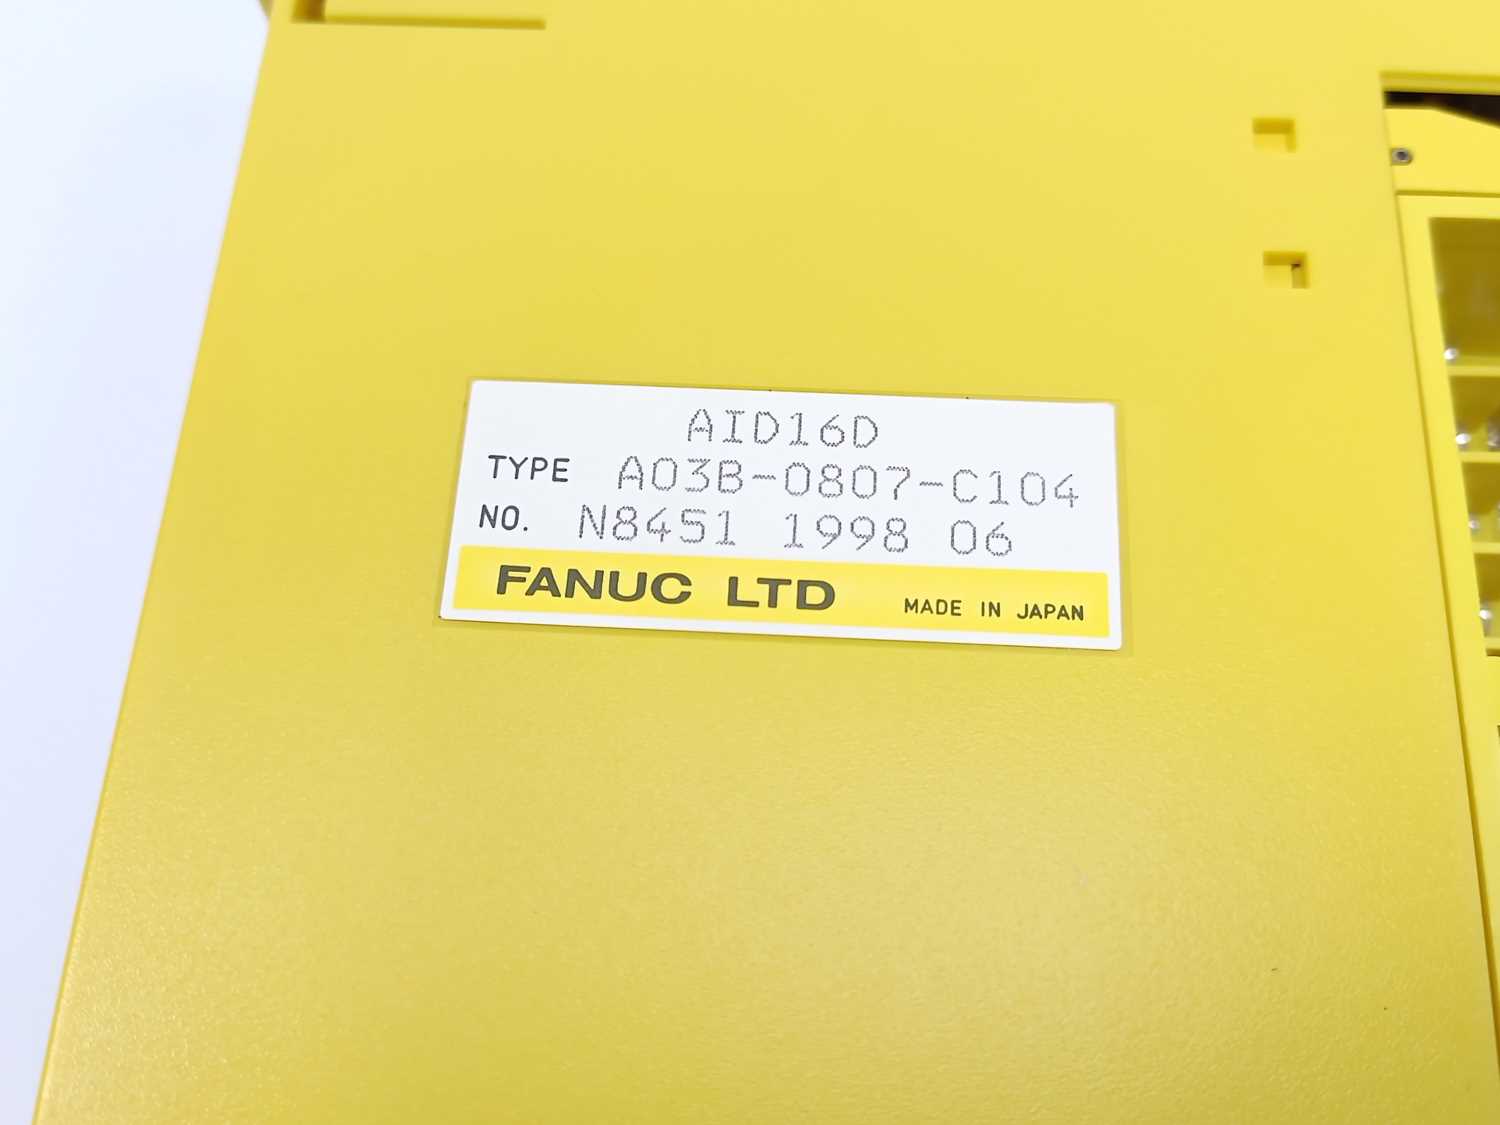 AID16D
TYPE A03B-0807-C104
NO. N8451 1998 06
FANUC LTD MADE IN JAPAN